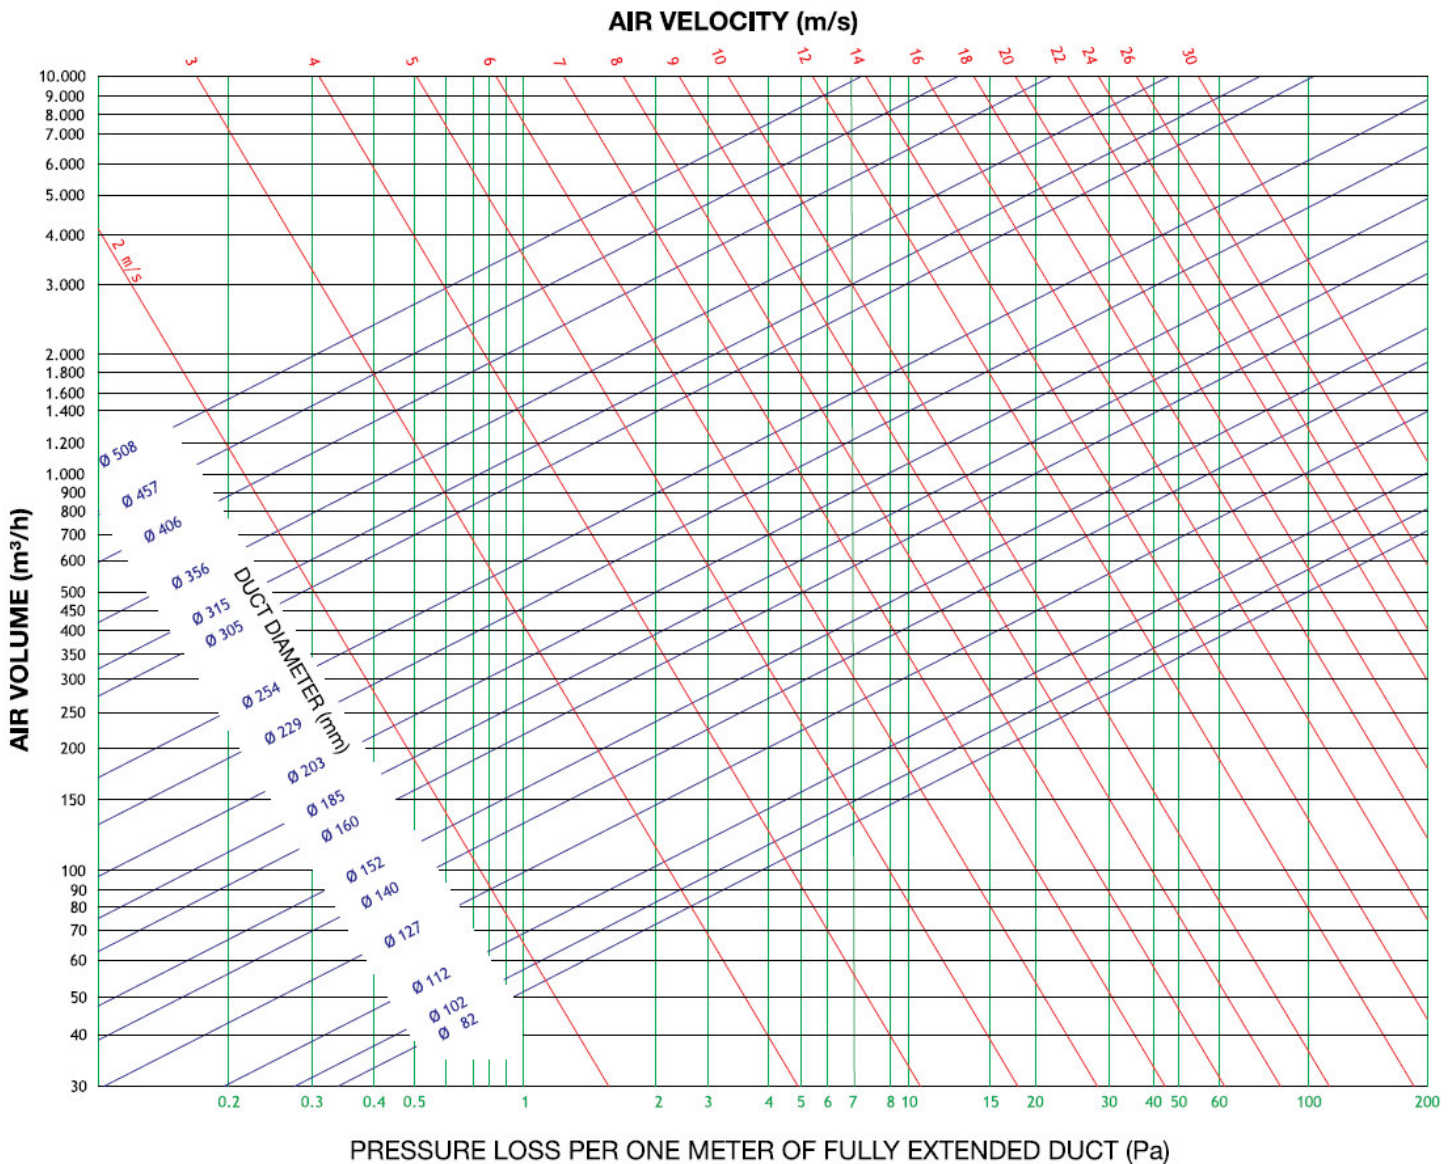 AIR VELOCITY (m/s)
3 4 5 6 7 8 9 10 12 14 16 18 20 22 24 26 30
10.000
9.000
8.000
7.000
6.000
5.000
4.000
2 m/s
3.000
2.000
1.800
1.600
1.400
1.200
1.000
900
800
700
600
500
450
400
350
300
250
200
150
100
90
80
70
60
50
40
30
AIR VOLUME (m³/h)
Ø 508
Ø 457
Ø 406
Ø 356
Ø 315
Ø 305
Ø 254
Ø 229
Ø 203
Ø 185
Ø 160
Ø 152
Ø 140
Ø 127
Ø 112
Ø 102
Ø 82
DUCT DIAMETER (mm)
0.2 0.3 0.4 0.5 1 2 3 4 5 6 7 8 10 15 20 30 40 50 60 100 200
PRESSURE LOSS PER ONE METER OF FULLY EXTENDED DUCT (Pa)